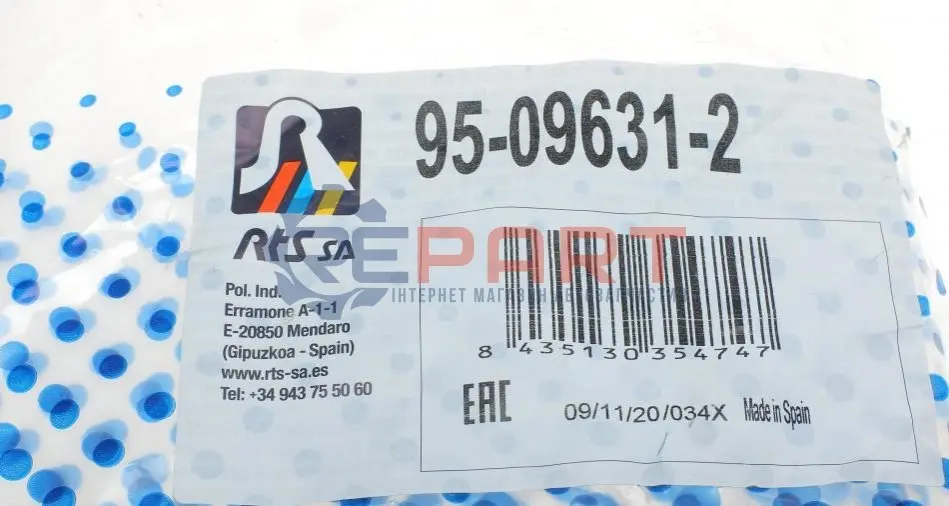 95-09631-2
RtS SA
REPART
ІНТЕРНЕТ МАГАЗИН АВТОЗАПЧАСТИН
Pol. Ind.
Erramone A-1-1
E-20850 Mendaro
(Gipuzkoa - Spain)
www.rts-sa.es
Tel: +34 943 75 50 60
8 435130 354747
EAC
09/11/20/034X Made in Spain